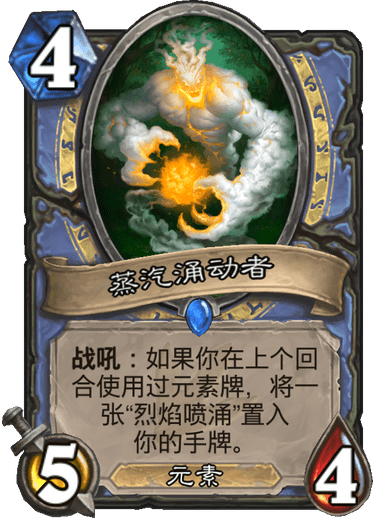 4
蒸汽涌动者
战吼：如果你在上个回
合使用过元素牌，将一
张“烈焰喷涌”置入
你的手牌。
5
元素
4